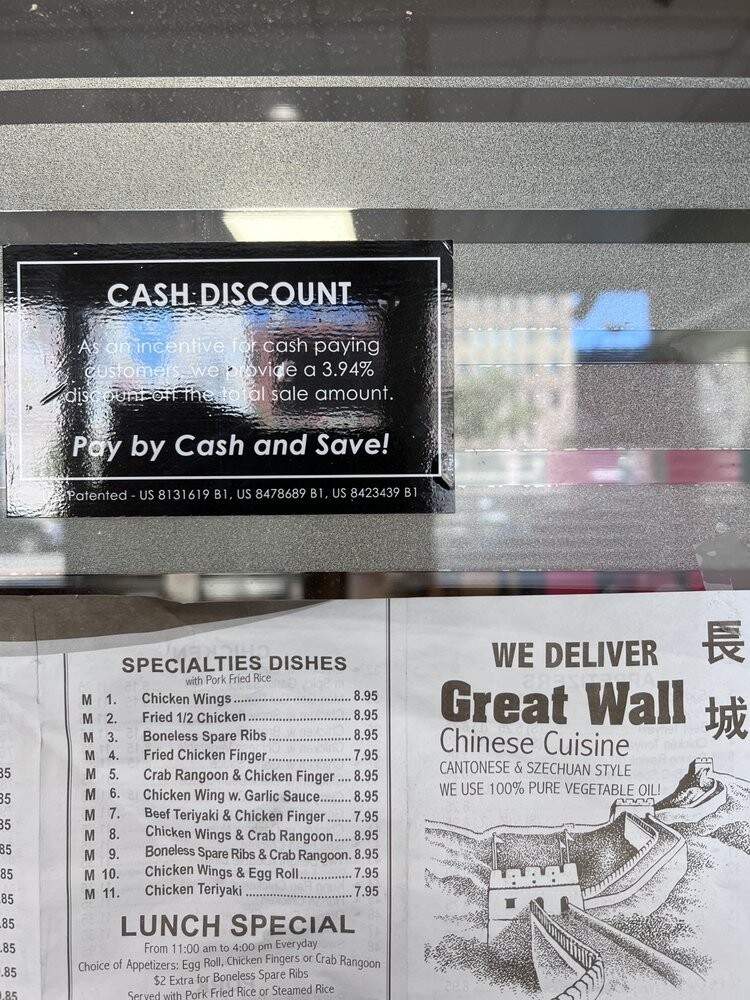 CASH DISCOUNT
As an incentive for cash paying
customers, we provide a 3.94%
discount off the total sale amount.
Pay by Cash and Save!
Patented - US 8131619 B1, US 8478689 B1, US 8423439 B1
SPECIALTIES DISHES
with Pork Fried Rice
M 1. Chicken Wings 8.95
M 2. Fried 1/2 Chicken 8.95
M 3. Boneless Spare Ribs 8.95
M 4. Fried Chicken Finger 7.95
M 5. Crab Rangoon & Chicken Finger 8.95
M 6. Chicken Wing w. Garlic Sauce 8.95
M 7. Beef Teriyaki & Chicken Finger 7.95
M 8. Chicken Wings & Crab Rangoon 8.95
M 9. Boneless Spare Ribs & Crab Rangoon. 8.95
M 10. Chicken Wings & Egg Roll 7.95
M 11. Chicken Teriyaki 7.95
LUNCH SPECIAL
From 11:00 am to 4:00 pm Everyday
Choice of Appetizers: Egg Roll, Chicken Fingers or Crab Rangoon
$2 Extra for Boneless Spare Ribs
Served with Pork Fried Rice or Steamed Rice
WE DELIVER
Great Wall
Chinese Cuisine
CANTONESE & SZECHUAN STYLE
WE USE 100% PURE VEGETABLE OIL!
長
城